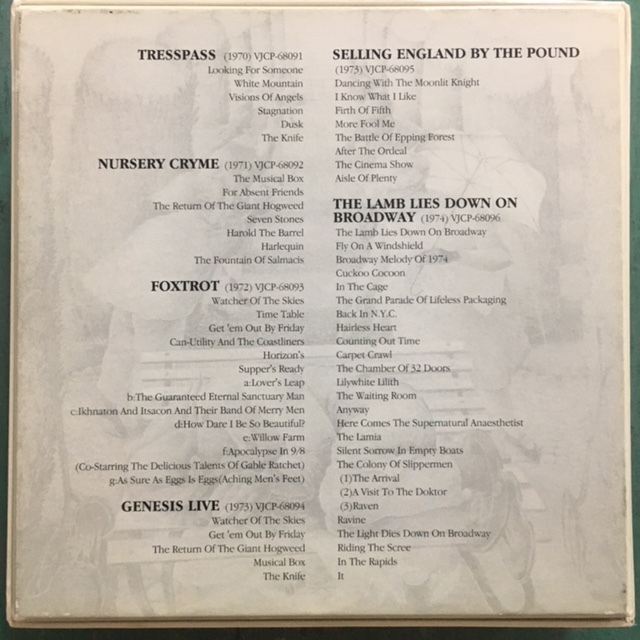 TRESSPASS (1970) VJCP-68091
Looking For Someone
White Mountain
Visions Of Angels
Stagnation
Dusk
The Knife
NURSERY CRYME (1971) VJCP-68092
The Musical Box
For Absent Friends
The Return Of The Giant Hogweed
Seven Stones
Harold The Barrel
Harlequin
The Fountain Of Salmacis
FOXTROT (1972) VJCP-68093
Watcher Of The Skies
Time Table
Get 'em Out By Friday
Can-Utility And The Coastliners
Horizon's
Supper's Ready
a:Lover's Leap
b:The Guaranteed Eternal Sanctuary Man
c:Ikhnaton And Itsacon And Their Band Of Merry Men
d:How Dare I Be So Beautiful?
e:Willow Farm
f:Apocalypse In 9/8
(Co-Starring The Delicious Talents Of Gable Ratchet)
g:As Sure As Eggs Is Eggs(Aching Men's Feet)
GENESIS LIVE (1973) VJCP-68094
Watcher Of The Skies
Get 'em Out By Friday
The Return Of The Giant Hogweed
Musical Box
The Knife
SELLING ENGLAND BY THE POUND
(1973) VJCP-68095
Dancing With The Moonlit Knight
I Know What I Like
Firth Of Fifth
More Fool Me
The Battle Of Epping Forest
After The Ordeal
The Cinema Show
Aisle Of Plenty
THE LAMB LIES DOWN ON
BROADWAY (1974) VJCP-68096
The Lamb Lies Down On Broadway
Fly On A Windshield
Broadway Melody Of 1974
Cuckoo Cocoon
In The Cage
The Grand Parade Of Lifeless Packaging
Back In N.Y.C.
Hairless Heart
Counting Out Time
Carpet Crawl
The Chamber Of 32 Doors
Lilywhite Lilith
The Waiting Room
Anyway
Here Comes The Supernatural Anaesthetist
The Lamia
Silent Sorrow In Empty Boats
The Colony Of Slippermen
(1)The Arrival
(2)A Visit To The Doktor
(3)Raven
Ravine
The Light Dies Down On Broadway
Riding The Scree
In The Rapids
It